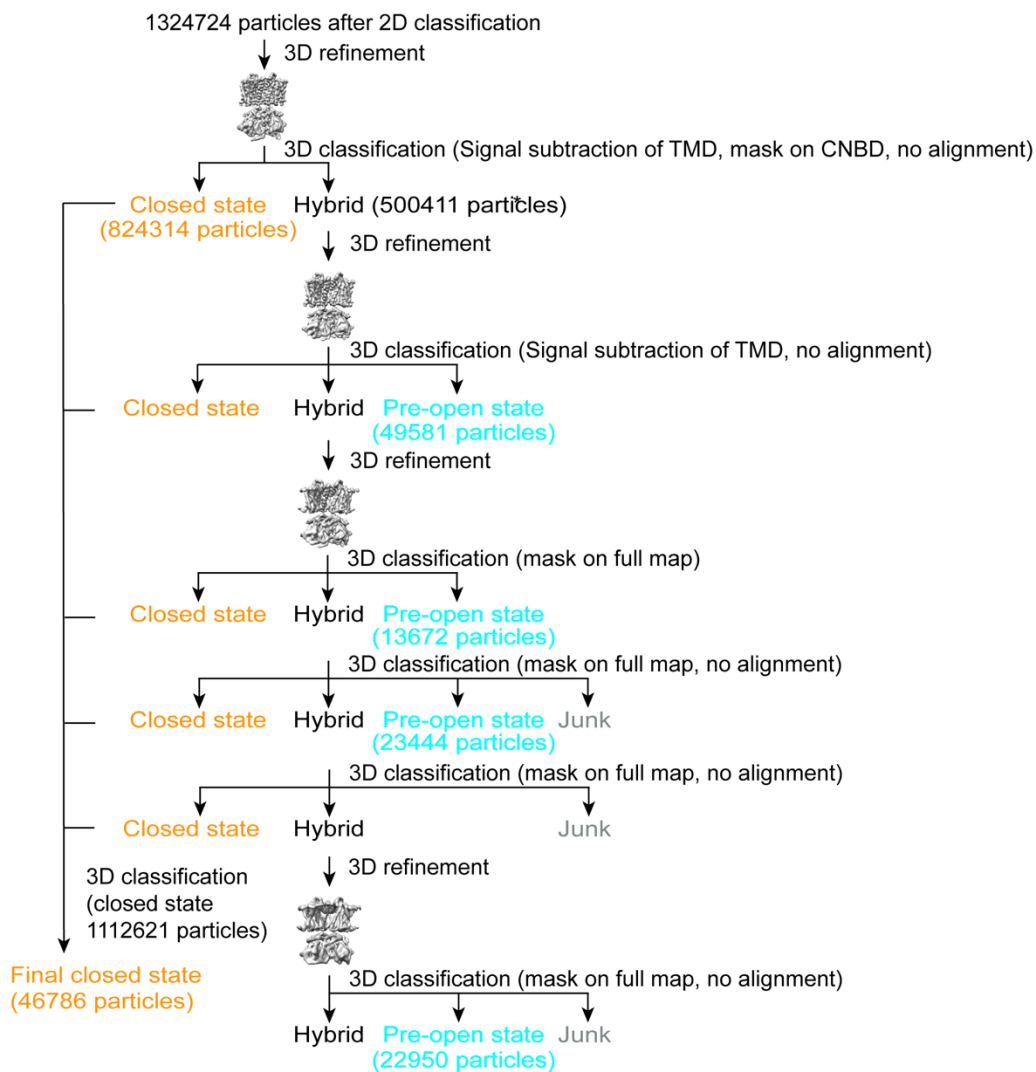 1324724 particles after 2D classification
3D refinement
3D classification (Signal subtraction of TMD, mask on CNBD, no alignment)
Closed state
(824314 particles)
Hybrid (500411 particles)
3D refinement
3D classification (Signal subtraction of TMD, no alignment)
Closed state
Hybrid
Pre-open state
(49581 particles)
3D refinement
3D classification (mask on full map)
Closed state
Hybrid
Pre-open state
(13672 particles)
3D classification (mask on full map, no alignment)
Closed state
Hybrid
Pre-open state
(23444 particles)
Junk
3D classification (mask on full map, no alignment)
Closed state
Hybrid
Junk
3D refinement
3D classification
(closed state
1112621 particles)
Final closed state
(46786 particles)
3D classification (mask on full map, no alignment)
Hybrid
Pre-open state
(22950 particles)
Junk